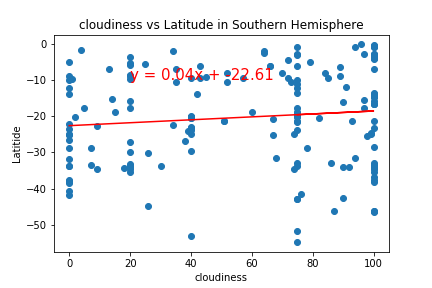 cloudiness vs Latitude in Southern Hemisphere
0
y = 0.04x + -22.61
-10
-20
-30
-40
-50
Latitide
0 20 40 60 80 100
cloudiness